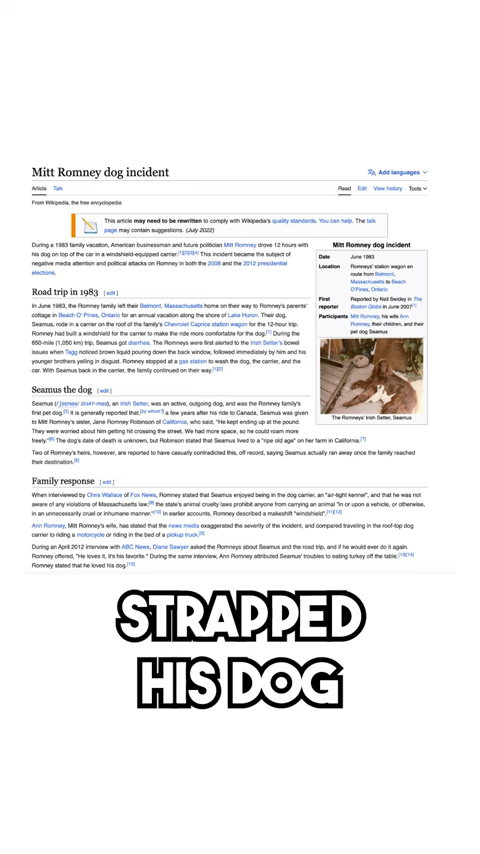 Mitt Romney dog incident
Add languages
Article Talk Read Edit View history Tools
From Wikipedia, the free encyclopedia
This article may need to be rewritten to comply with Wikipedia's quality standards. You can help. The talk
page may contain suggestions. (July 2022)
During a 1983 family vacation, American businessman and future politician Mitt Romney drove 12 hours with
his dog on top of the car in a windshield-equipped carrier.[1][2][3][4] This incident became the subject of
negative media attention and political attacks on Romney in both the 2008 and the 2012 presidential
elections.
Mitt Romney dog incident
Date June 1983
Location Romneys' station wagon en
route from Belmont,
Massachusetts to Beach
O'Pines, Ontario
First
reporter
Reported by Neil Swidey in The
Boston Globe in June 2007[1]
Participants Mitt Romney, his wife Ann
Romney, their children, and their
pet dog Seamus
The Romneys' Irish Setter, Seamus
Road trip in 1983 [ edit ]
In June 1983, the Romney family left their Belmont, Massachusetts home on their way to Romney's parents'
cottage in Beach O' Pines, Ontario for an annual vacation along the shore of Lake Huron. Their dog,
Seamus, rode in a carrier on the roof of the family's Chevrolet Caprice station wagon for the 12-hour trip.
Romney had built a windshield for the carrier to make the ride more comfortable for the dog.[1] During the
650-mile (1,050 km) trip, Seamus got diarrhea. The Romneys were first alerted to the Irish Setter's bowel
issues when Tagg noticed brown liquid pouring down the back window, followed immediately by him and his
younger brothers yelling in disgust. Romney stopped at a gas station to wash the dog, the carrier, and the
car. With Seamus back in the carrier, the family continued on their way.[1][2]
Seamus the dog [ edit ]
Seamus (/ˈʃeɪməs/ SHAY-məs), an Irish Setter, was an active, outgoing dog, and was the Romney family's
first pet dog.[5] It is generally reported that,[by whom?] a few years after his ride to Canada, Seamus was given
to Mitt Romney's sister, Jane Romney Robinson of California, who said, "He kept ending up at the pound.
They were worried about him getting hit crossing the street. We had more space, so he could roam more
freely."[6] The dog's date of death is unknown, but Robinson stated that Seamus lived to a "ripe old age" on her farm in California.[7]
Two of Romney's heirs, however, are reported to have casually contradicted this, off record, saying Seamus actually ran away once the family reached
their destination.[8]
Family response [ edit ]
When interviewed by Chris Wallace of Fox News, Romney stated that Seamus enjoyed being in the dog carrier, an "air-tight kennel", and that he was not
aware of any violations of Massachusetts law;[9] the state's animal cruelty laws prohibit anyone from carrying an animal "in or upon a vehicle, or otherwise,
in an unnecessarily cruel or inhumane manner."[10] In earlier accounts, Romney described a makeshift "windshield".[11][12]
Ann Romney, Mitt Romney's wife, has stated that the news media exaggerated the severity of the incident, and compared traveling in the roof-top dog
carrier to riding a motorcycle or riding in the bed of a pickup truck.[9]
During an April 2012 interview with ABC News, Diane Sawyer asked the Romneys about Seamus and the road trip, and if he would ever do it again.
Romney offered, "He loves it, it's his favorite." During the same interview, Ann Romney attributed Seamus' troubles to eating turkey off the table.[13][14]
Romney stated that he loved his dog.[15]
STRAPPED
HIS DOG